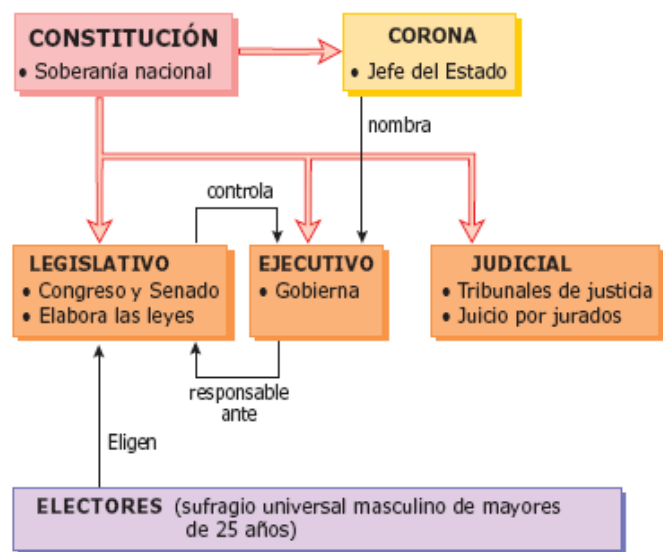 CONSTITUCIÓN
• Soberanía nacional
CORONA
• Jefe del Estado
nombra
controla
LEGISLATIVO
• Congreso y Senado
• Elabora las leyes
EJECUTIVO
• Gobierna
JUDICIAL
• Tribunales de justicia
• Juicio por jurados
responsable
ante
Eligen
ELECTORES (sufragio universal masculino de mayores
de 25 años)